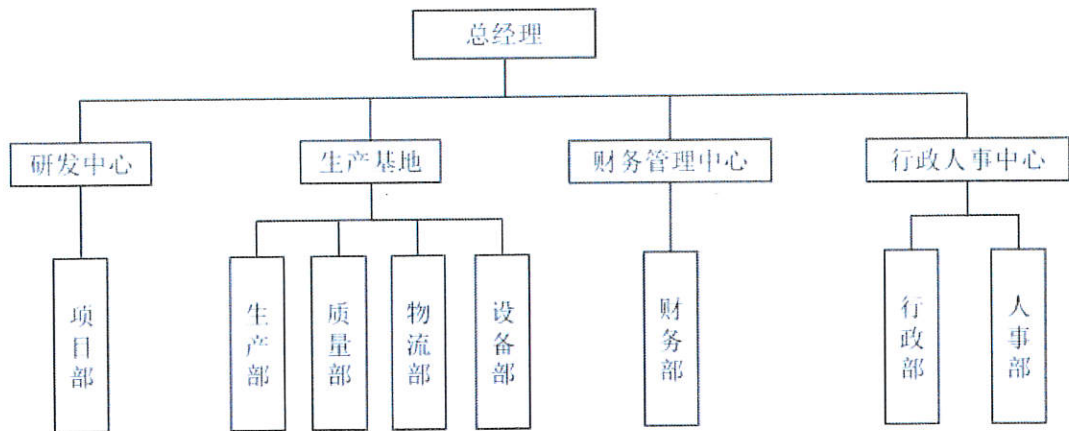 总经理
研发中心
生产基地
财务管理中心
行政人事中心
项目部
生产部
质量部
物流部
设备部
财务部
行政部
人事部